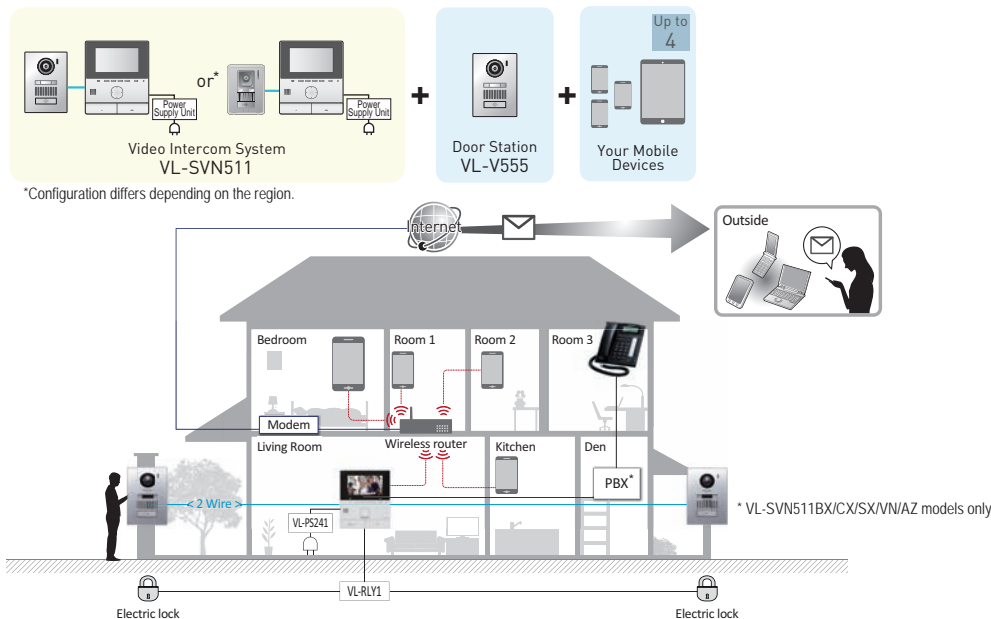 Up to
4
or*
Power
Supply Unit
Power
Supply Unit
Video Intercom System
VL-SVN511
+
Door Station
VL-V555
+
Your Mobile
Devices
*Configuration differs depending on the region.
Internet
Outside
Bedroom
Room 1
Room 2
Room 3
Modem
Wireless router
Living Room
Kitchen
Den
PBX*
< 2 Wire >
VL-PS241
* VL-SVN511BX/CX/SX/VN/AZ models only
VL-RLY1
Electric lock
Electric lock